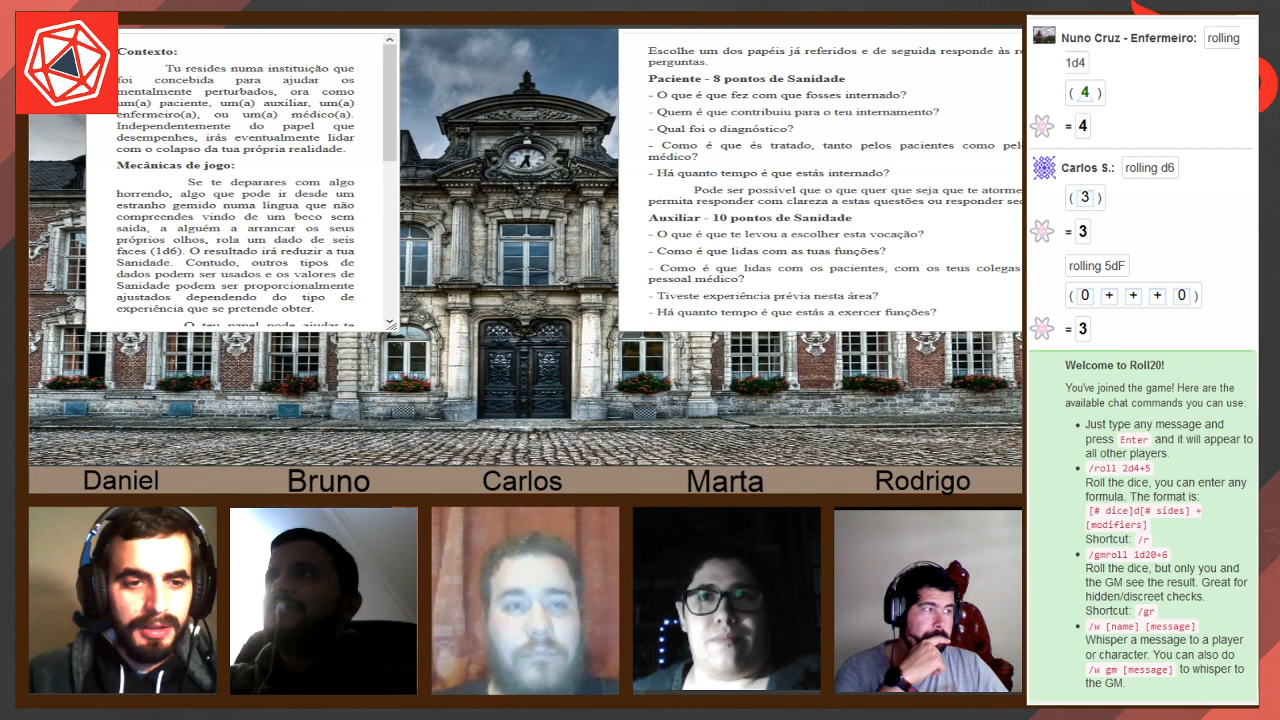 Contexto:
Tu resides numa instituição que
foi concebida para ajudar os
mentalmente perturbados, ora como
um(a) paciente, um(a) auxiliar, um(a)
enfermeiro(a), ou um(a) médico(a).
Independentemente do papel que
desempenhes, irás eventualmente lidar
com o colapso da tua própria realidade.
Mecânicas de jogo:
Se te deparares com algo
horrendo, algo que pode ir desde um
estranho gemido numa língua que não
compreendes vindo de um beco sem
saída, a alguém a arrancar os seus
próprios olhos, rola um dado de seis
faces (1d6). O resultado irá reduzir a tua
Sanidade. Contudo, outros tipos de
dados podem ser usados e os valores de
Sanidade podem ser proporcionalmente
ajustados dependendo do tipo de
experiência que se pretende obter.
O teu papel pode ajudar-te
Escolhe um dos papéis já referidos e de seguida responde às
perguntas.
Paciente - 8 pontos de Sanidade
- O que é que fez com que fosses internado?
- Quem é que contribuiu para o teu internamento?
- Qual foi o diagnóstico?
- Como é que és tratado, tanto pelos pacientes como
médico?
- Há quanto tempo é que estás internado?
Pode ser possível que o que quer que seja que te
permita responder com clareza a estas questões ou responder
Auxiliar - 10 pontos de Sanidade
- O que é que te levou a escolher esta vocação?
- Como é que lidas com as tuas funções?
- Como é que lidas com os pacientes, com os teus colegas
pessoal médico?
- Tiveste experiência prévia nesta área?
- Há quanto tempo é que estás a exercer funções?
Daniel
Bruno
Carlos
Marta
Rodrigo
Nuno Cruz - Enfermeiro: rolling
1d4
( 4 )
= 4
Carlos S.: rolling d6
( 3 )
= 3
rolling 5dF
( 0 + + + 0 )
= 3
Welcome to Roll20!
You've joined the game! Here are the
available chat commands you can use:
• Just type any message and
press Enter and it will appear to
all other players.
• /roll 2d4+5
Roll the dice, you can enter any
formula. The format is:
[# dice]d[# sides] +
[modifiers]
Shortcut: /r
• /gmroll 1d20+6
Roll the dice, but only you and
the GM see the result. Great for
hidden/discreet checks.
Shortcut: /gr
• /w [name] [message]
Whisper a message to a player
or character. You can also do
/w gm [message] to whisper to
the GM.